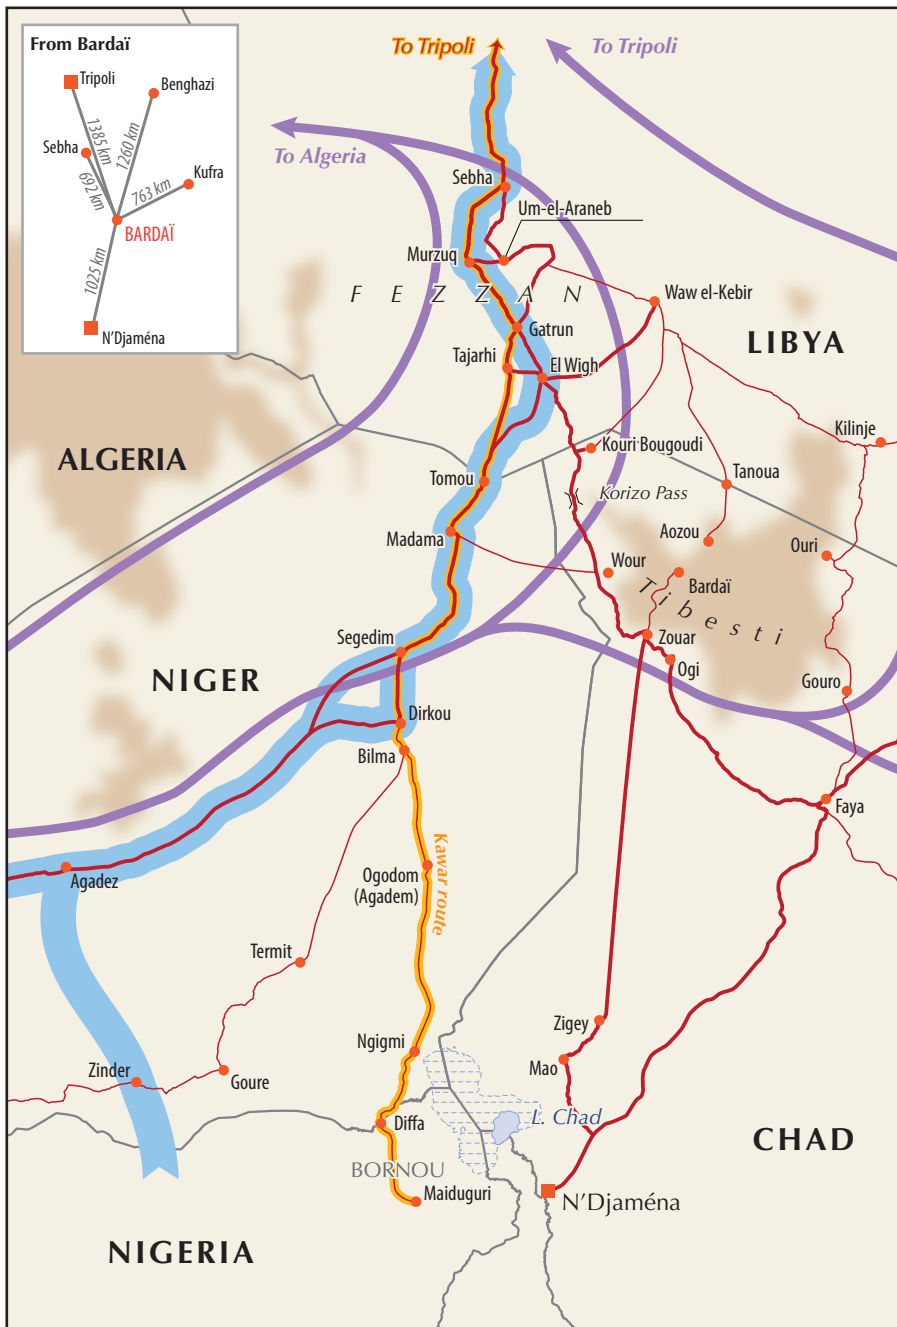 From Bardaï
Tripoli
Benghazi
1385 km
1260 km
Sebha
692 km
763 km
Kufra
BARDAÏ
1025 km
N'Djaména
To Tripoli
To Tripoli
To Algeria
Sebha
Um-el-Araneb
Murzuq
FEZZAN
Waw el-Kebir
Gatrun
LIBYA
Tajarhi
El Wigh
Kilinje
ALGERIA
Kouri Bougoudi
Tanoua
Tomou
Korizo Pass
Madama
Aozou
Ouri
Wour
Bardaï
Tibesti
Segedim
Zouar
Ogi
NIGER
Gouro
Dirkou
Bilma
Faya
Kawar route
Agadez
Ogodom
(Agadem)
Termit
Zigey
Ngigmi
Mao
Zinder
Goure
L. Chad
Diffa
CHAD
BORNOU
Maiduguri
N'Djaména
NIGERIA